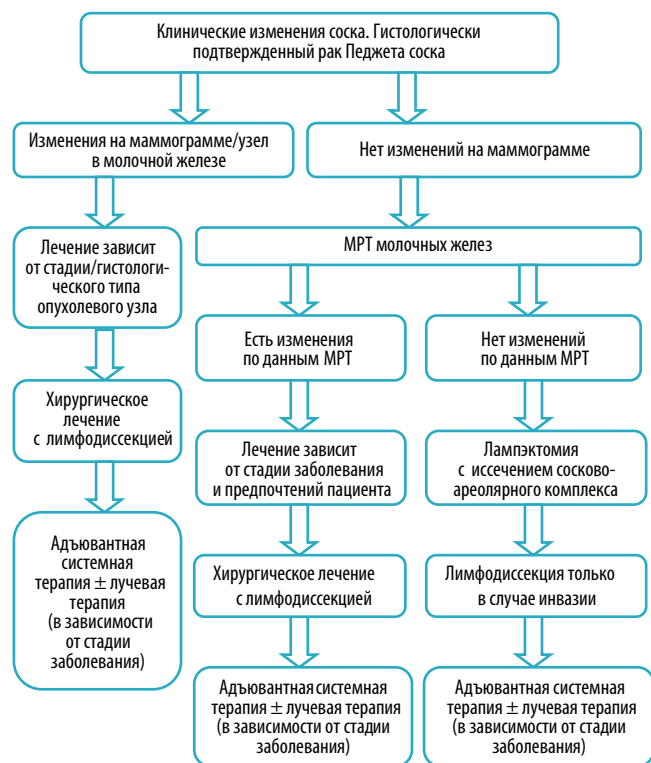 Клинические изменения соска. Гистологически
подтвержденный рак Педжета соска
Изменения на маммограмме/узел
в молочной железе
Нет изменений на маммограмме
Лечение зависит
от стадии/гистологи-
ческого типа
опухолевого узла
МРТ молочных желез
Есть изменения
по данным МРТ
Нет изменений
по данным МРТ
Хирургическое
лечение
с лимфодиссекцией
Лечение зависит
от стадии заболевания
и предпочтений пациента
Лампэктомия
с иссечением сосково-
ареолярного комплекса
Адъювантная
системная
терапия ± лучевая
терапия
(в зависимости
от стадии
заболевания)
Хирургическое лечение
с лимфодиссекцией
Лимфодиссекция только
в случае инвазии
Адъювантная системная
терапия ± лучевая терапия
(в зависимости от стадии
заболевания)
Адъювантная системная
терапия ± лучевая терапия
(в зависимости от стадии
заболевания)